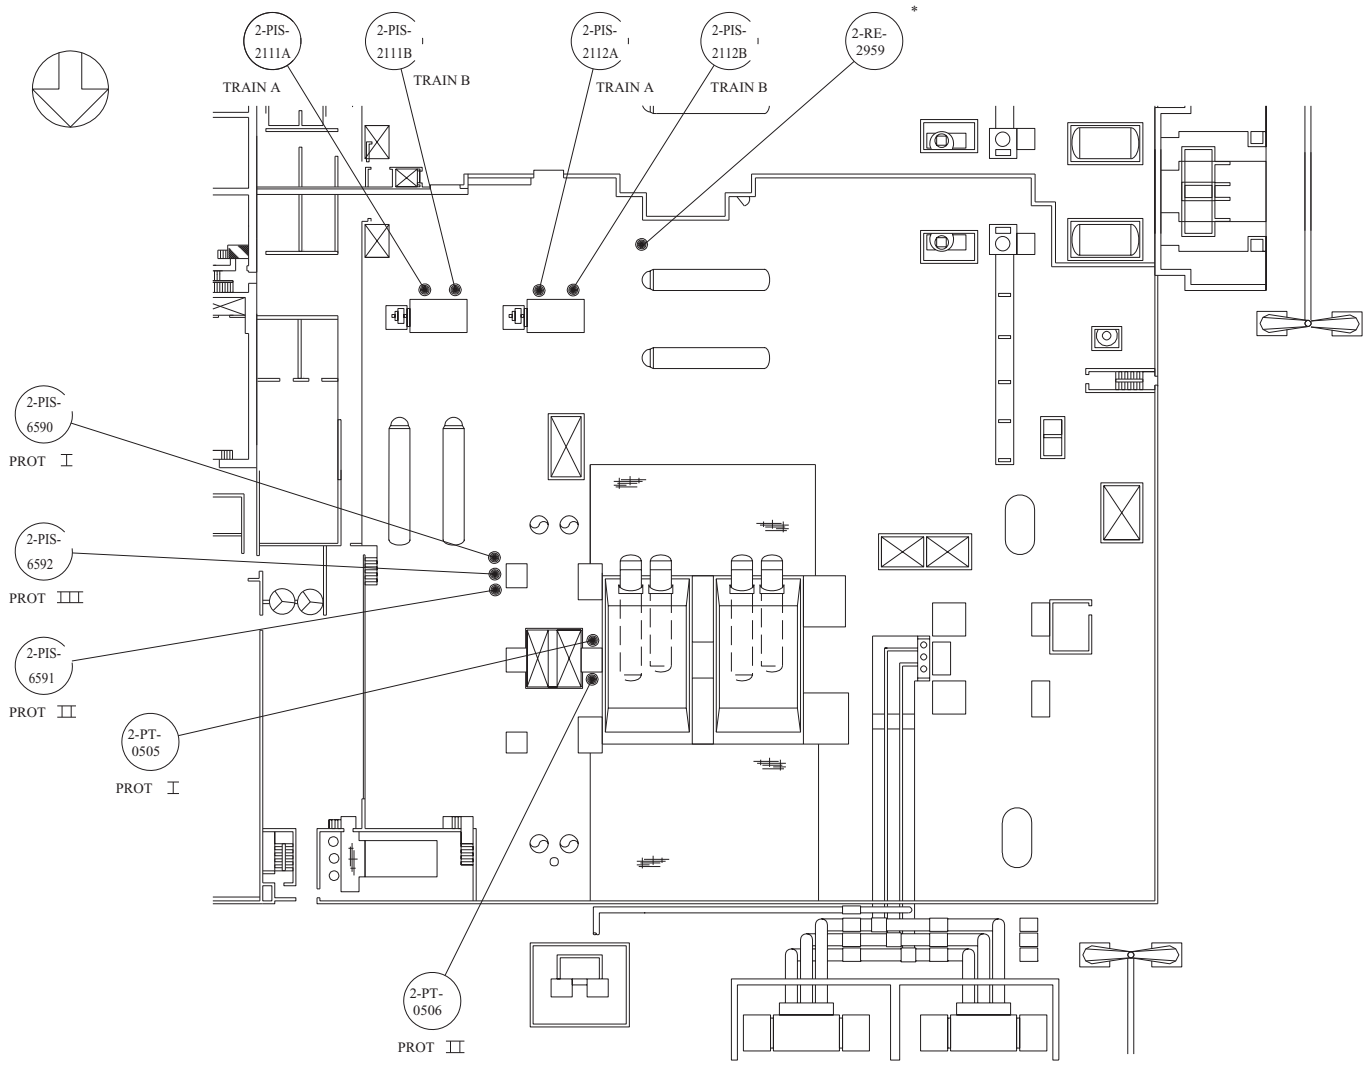 *
2-PIS-
2111A
2-PIS-
2111B
2-PIS-
2112A
2-PIS-
2112B
2-RE-
2959
TRAIN A
TRAIN B
TRAIN A
TRAIN B
2-PIS-
6590
PROT I
2-PIS-
6592
PROT III
2-PIS-
6591
PROT II
2-PT-
0505
PROT I
2-PT-
0506
PROT II